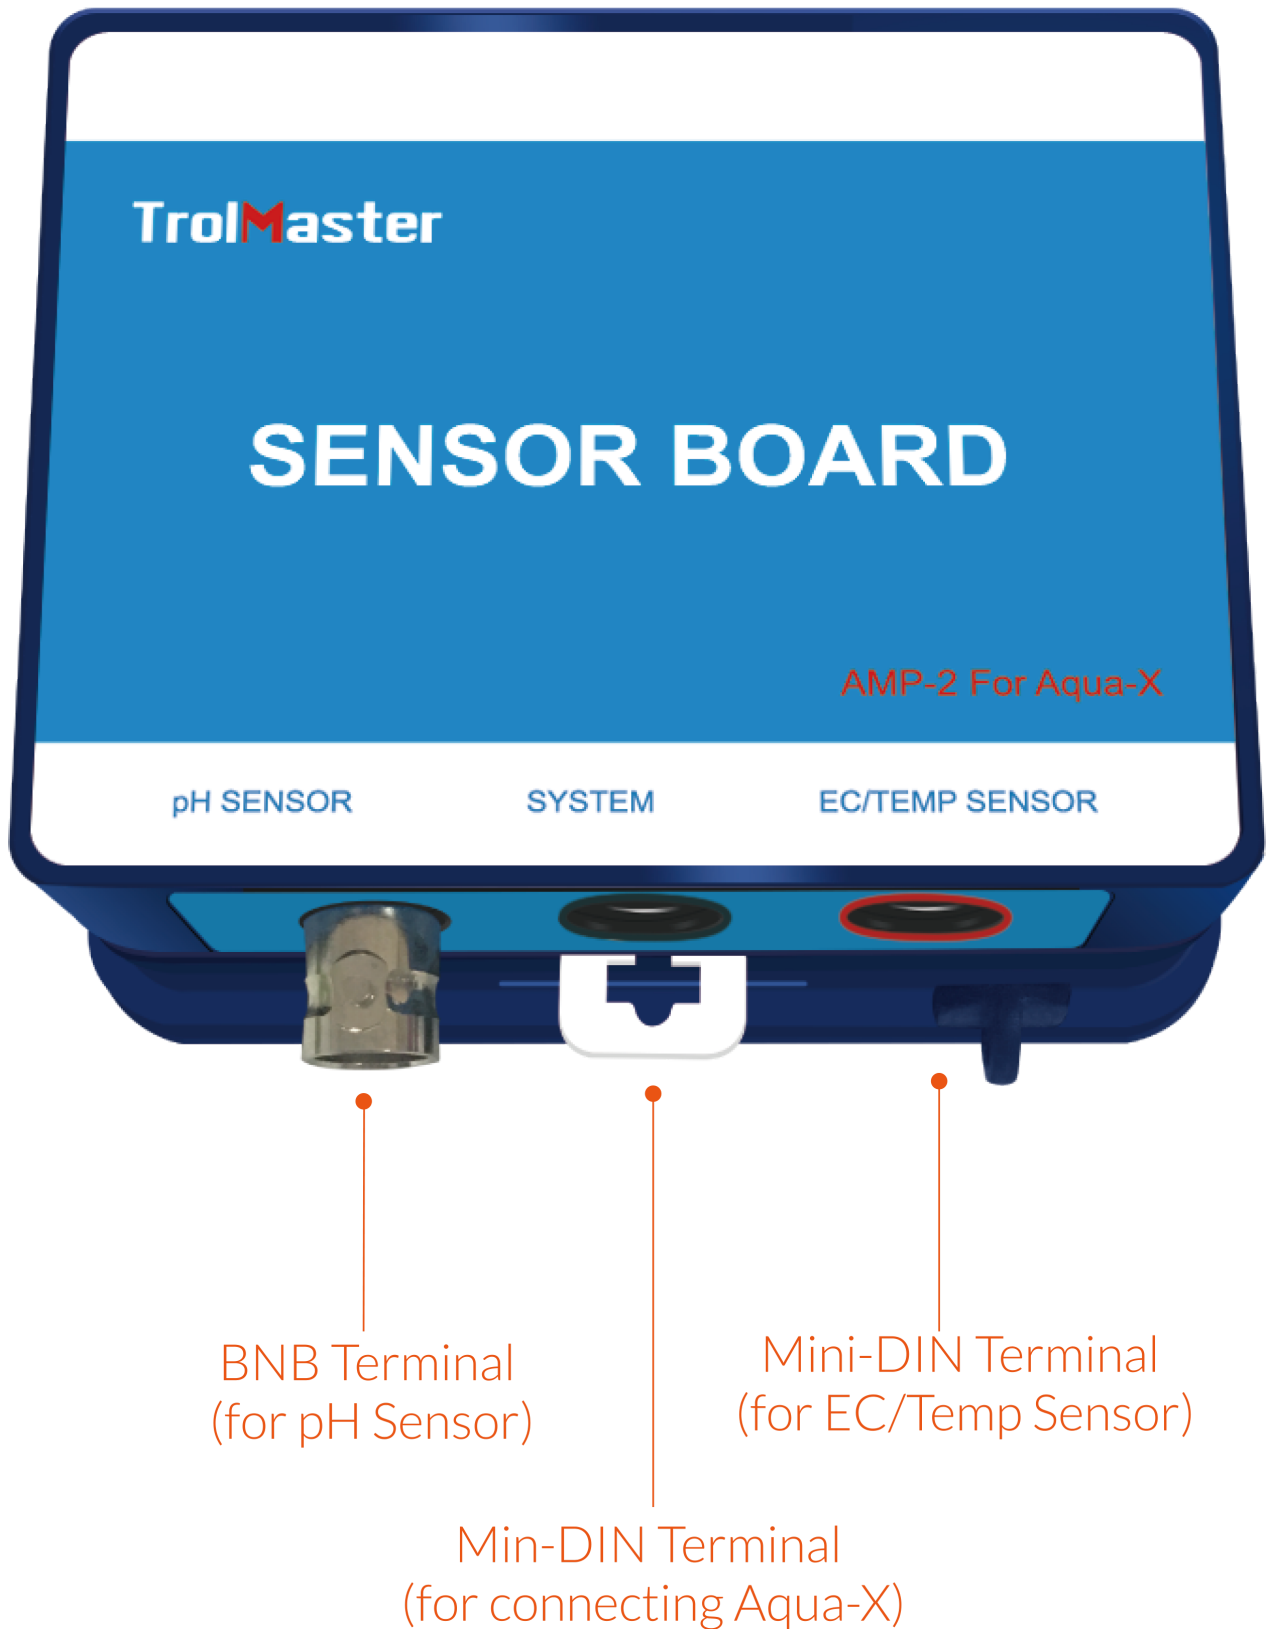 TrolMaster
SENSOR BOARD
AMP-2 For Aqua-X
pH SENSOR
SYSTEM
EC/TEMP SENSOR
BNB Terminal
(for pH Sensor)
Mini-DIN Terminal
(for EC/Temp Sensor)
Min-DIN Terminal
(for connecting Aqua-X)